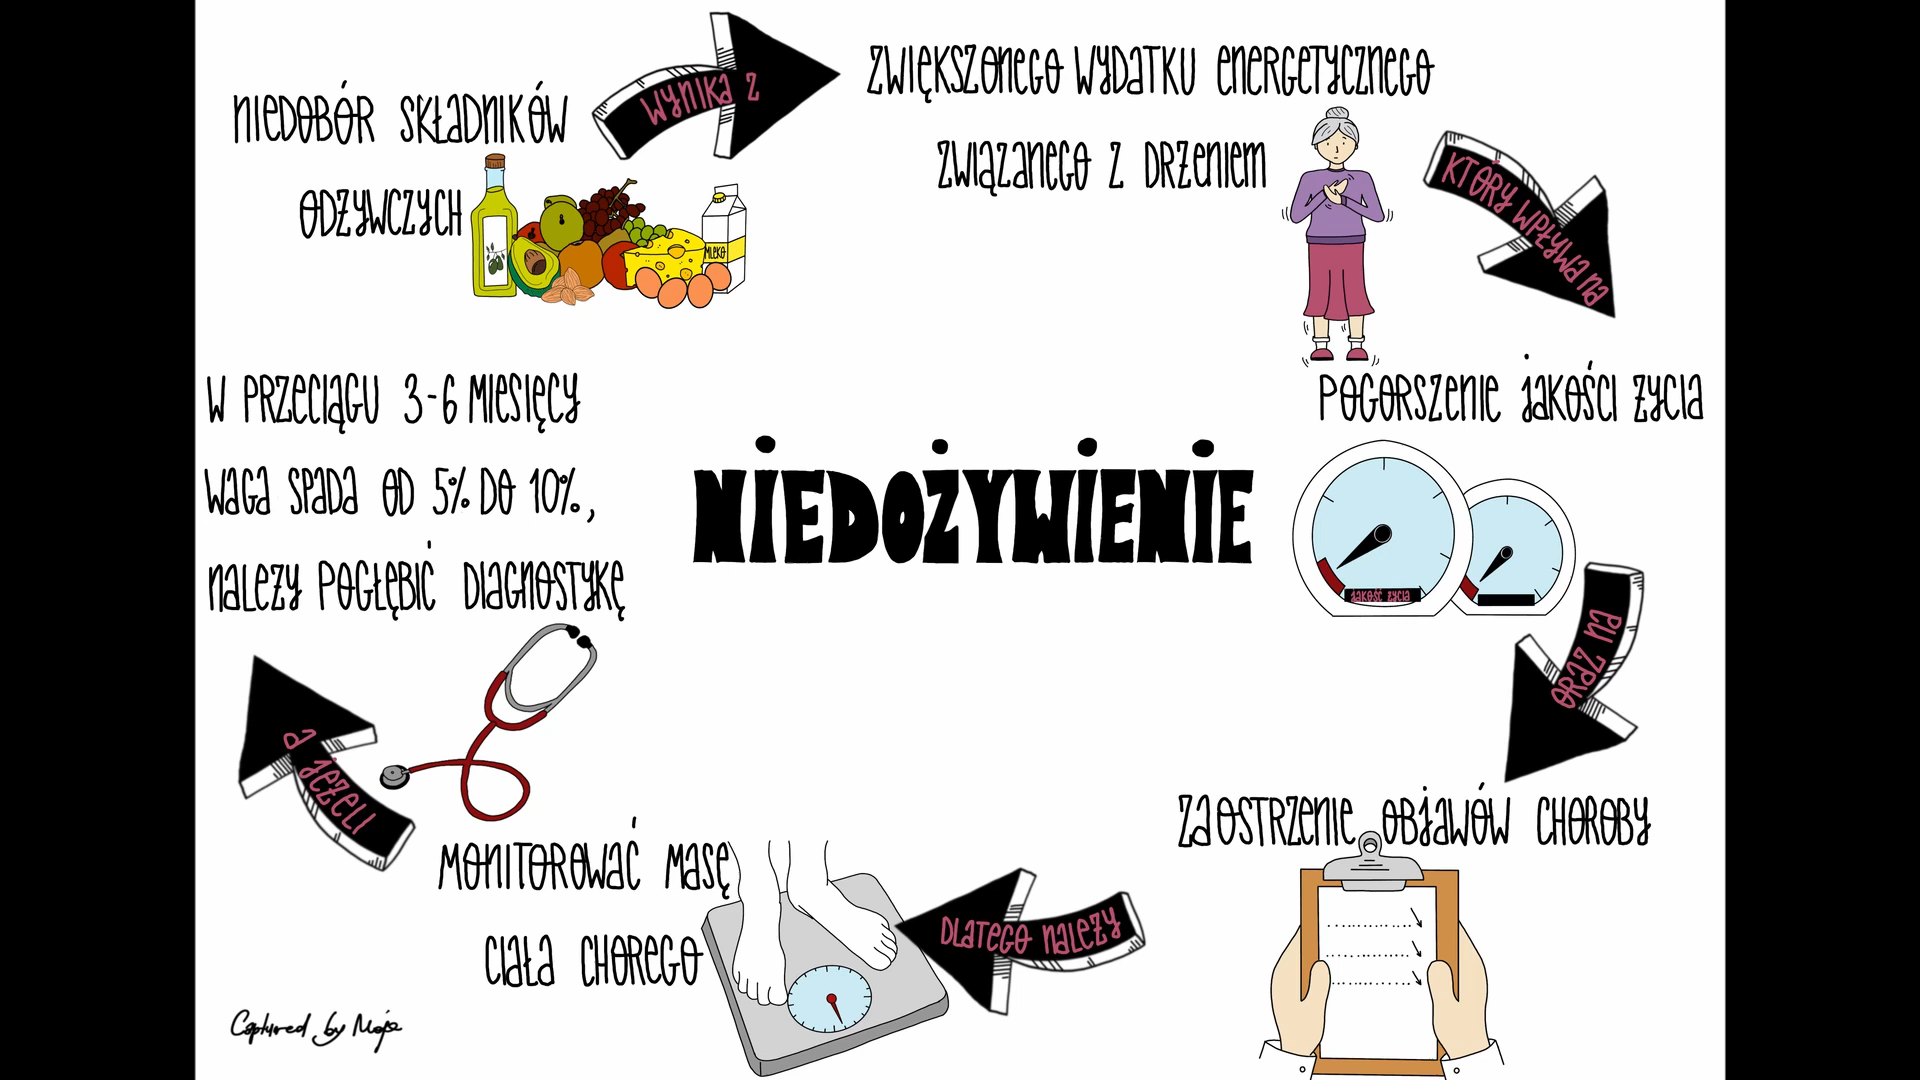 NIEDOBÓR SKŁADNIKÓW
ODŻYWCZYCH
MLEKO
WYNIKA Z
ZWIĘKSZONEGO WYDATKU ENERGETYCZNEGO
ZWIĄZANEGO Z DRŻENIEM
KTÓRY WPŁYWA NA
POGORSZENIE JAKOŚCI ŻYCIA
JAKOŚĆ ŻYCIA
ORAZ NA
ZAOSTRZENIE OBJAWÓW CHOROBY
DLATEGO NALEŻY
MONITOROWAĆ MASĘ
CIAŁA CHOREGO
A JEŻELI
W PRZECIĄGU 3-6 MIESIĘCY
WAGA SPADA OD 5% DO 10%,
NALEŻY POGŁĘBIĆ DIAGNOSTYKĘ
NIEDOŻYWIENIE
Captured by Moja